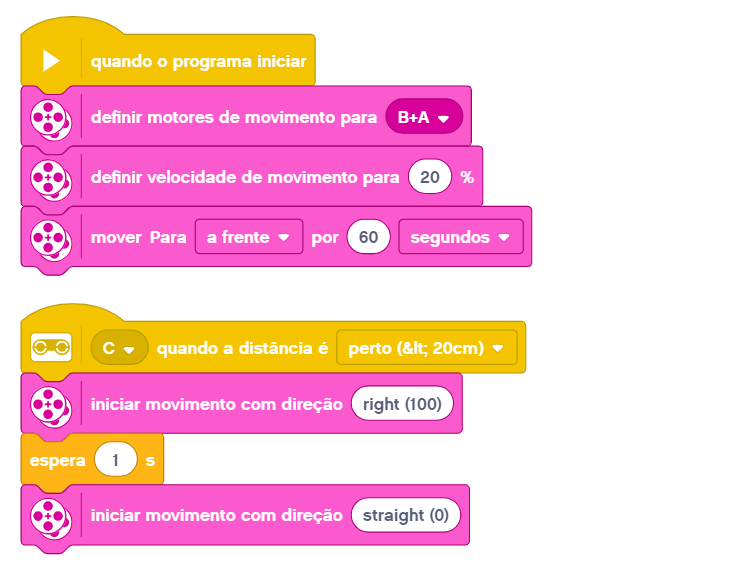 quando o programa iniciar
definir motores de movimento para B+A
definir velocidade de movimento para 20 %
mover Para a frente por 60 segundos
C quando a distância é perto (&lt; 20cm)
iniciar movimento com direção right (100)
espera 1 s
iniciar movimento com direção straight (0)